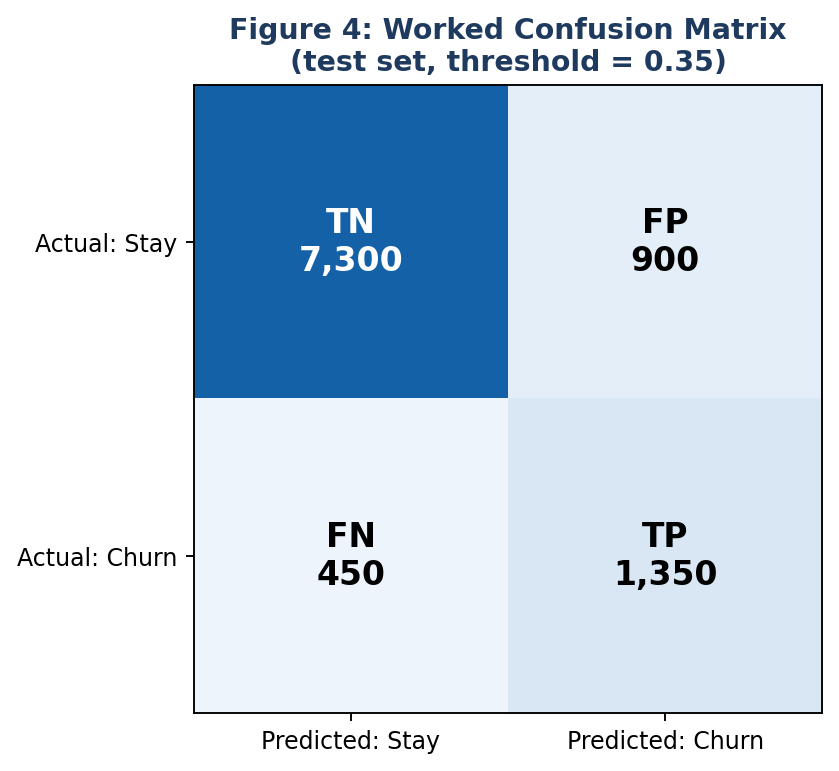 Figure 4: Worked Confusion Matrix
(test set, threshold = 0.35)
Actual: Stay
TN
7,300
FP
900
Actual: Churn
FN
450
TP
1,350
Predicted: Stay
Predicted: Churn